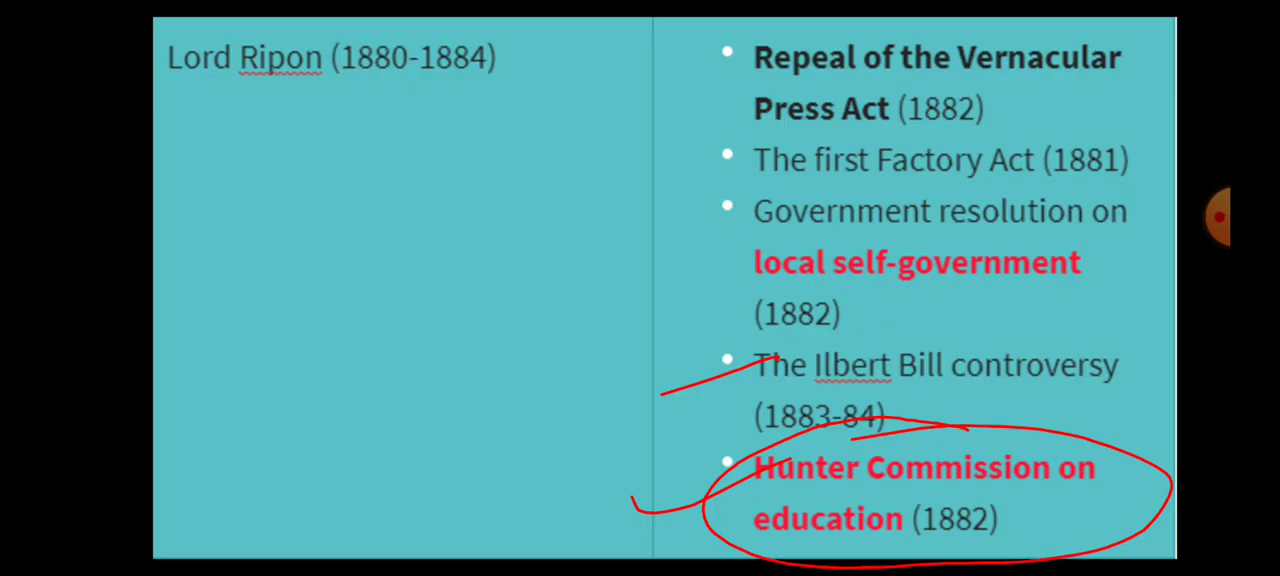 Lord Ripon (1880-1884)
Repeal of the Vernacular
Press Act (1882)
The first Factory Act (1881)
Government resolution on
local self-government
(1882)
The Ilbert Bill controversy
(1883-84)
Hunter Commission on
education (1882)